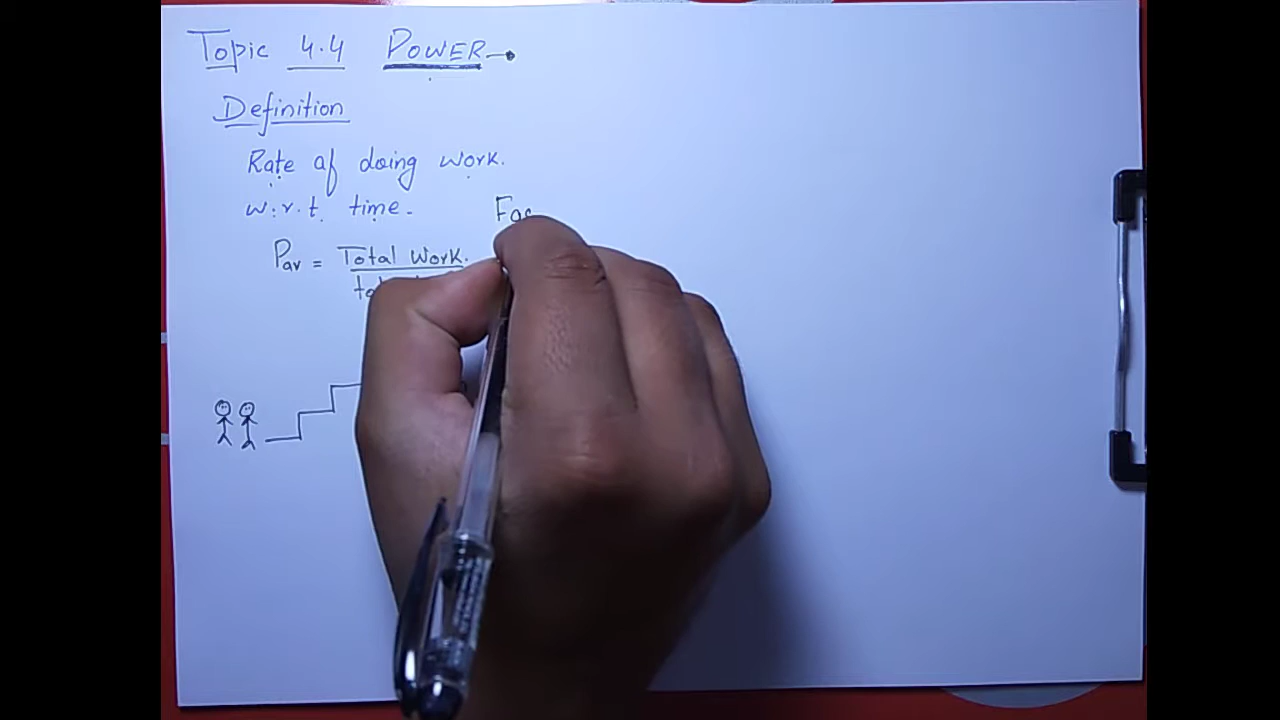 Topic 4.4 POWER
Definition
Rate of doing work.
w.r.t. time.
Pav = Total Work.